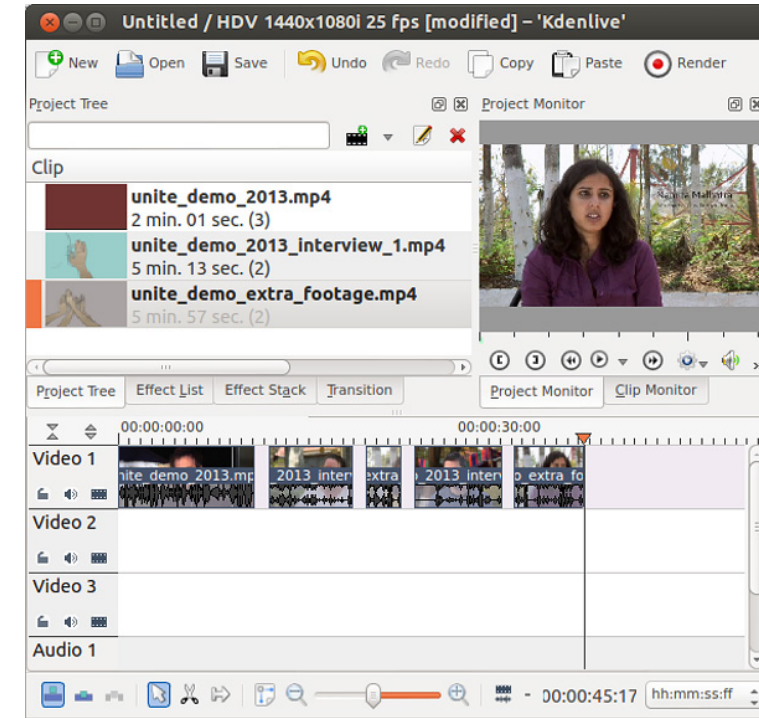 Untitled / HDV 1440x1080i 25 fps [modified] – 'Kdenlive'
New Open Save Undo Redo Copy Paste Render
Project Tree
Project Monitor
Clip
unite_demo_2013.mp4
2 min. 01 sec. (3)
unite_demo_2013_interview_1.mp4
5 min. 13 sec. (2)
unite_demo_extra_footage.mp4
5 min. 57 sec. (2)
Project Tree Effect List Effect Stack Transition
Project Monitor Clip Monitor
00:00:00:00 00:00:30:00
Video 1
nite_demo_2013.mp 2013_interv extra 2013_interv o_extra_fo
Video 2
Video 3
Audio 1
- 00:00:45:17 hh:mm:ss:ff